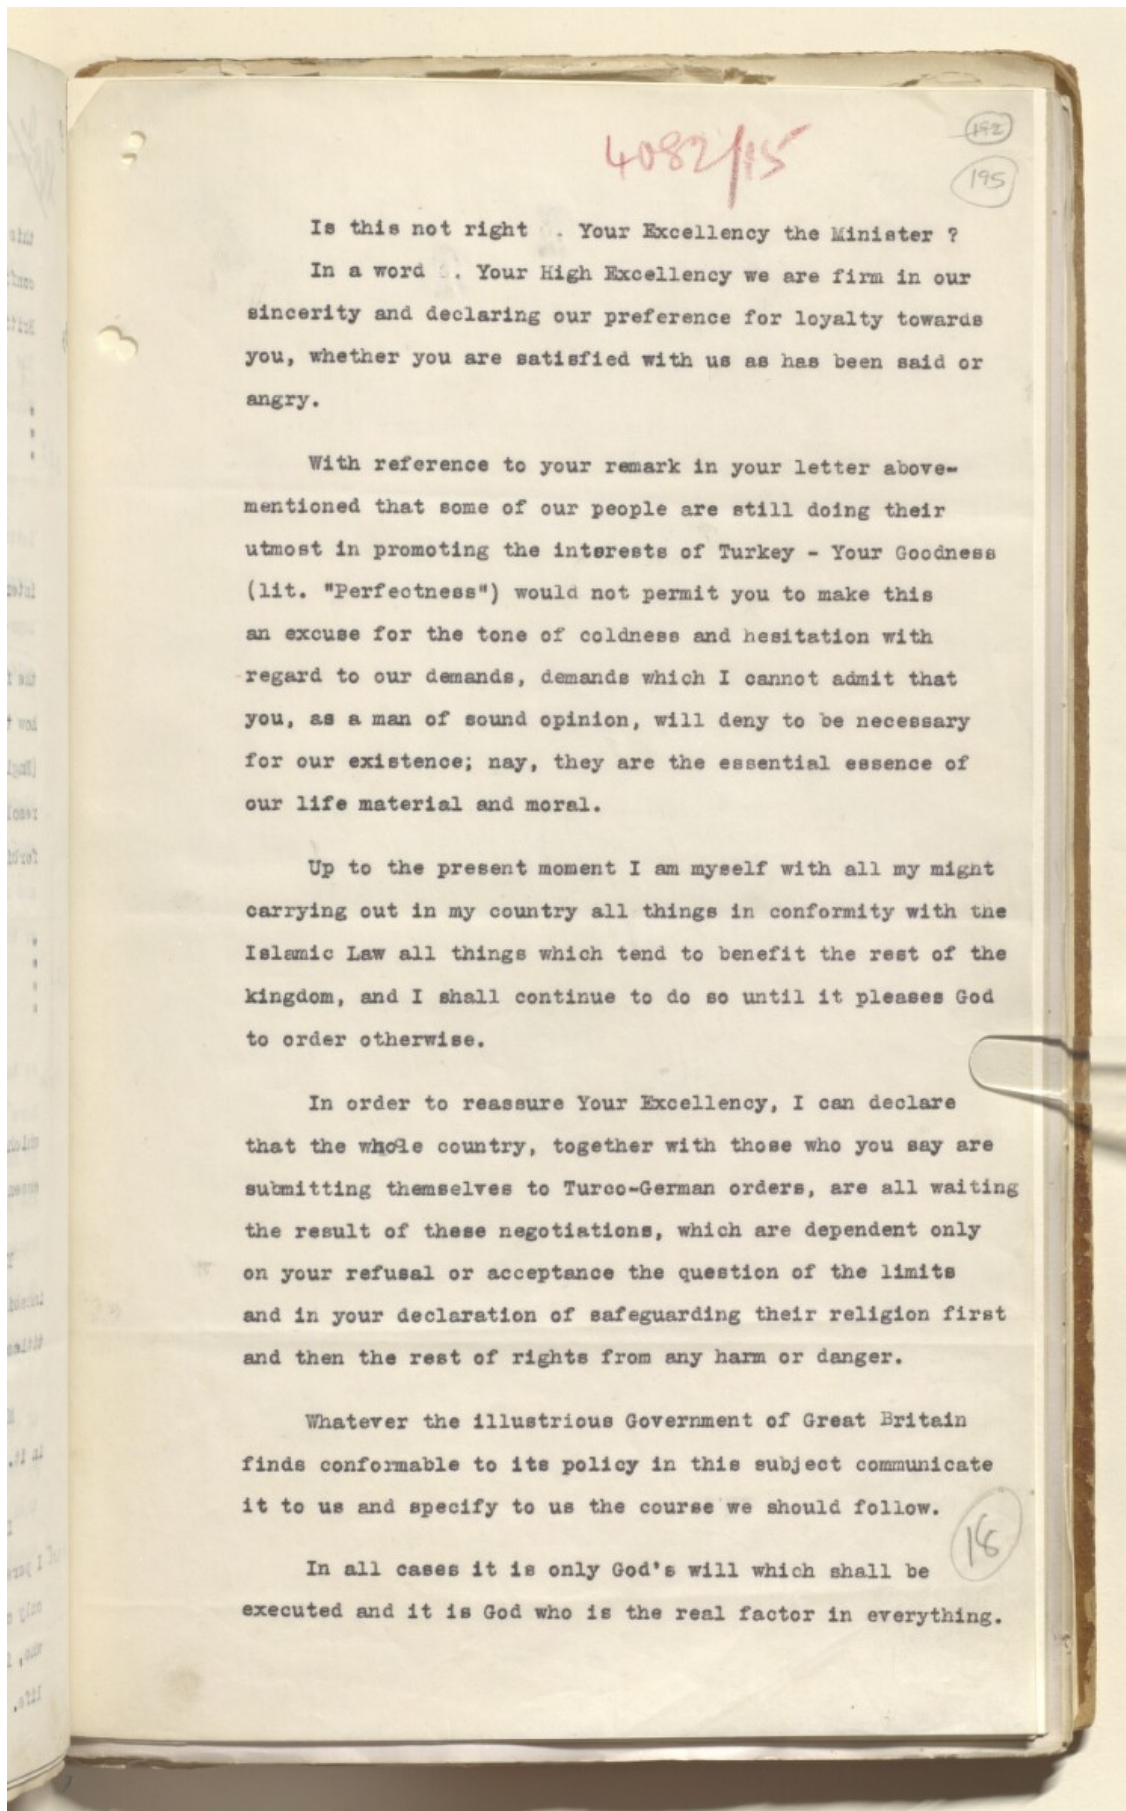 4082/15
192
195
Is this not right . Your Excellency the Minister ?
In a word . Your High Excellency we are firm in our
sincerity and declaring our preference for loyalty towards
you, whether you are satisfied with us as has been said or
angry.
With reference to your remark in your letter above-
mentioned that some of our people are still doing their
utmost in promoting the interests of Turkey - Your Goodness
(lit. "Perfectness") would not permit you to make this
an excuse for the tone of coldness and hesitation with
regard to our demands, demands which I cannot admit that
you, as a man of sound opinion, will deny to be necessary
for our existence; nay, they are the essential essence of
our life material and moral.
Up to the present moment I am myself with all my might
carrying out in my country all things in conformity with the
Islamic Law all things which tend to benefit the rest of the
kingdom, and I shall continue to do so until it pleases God
to order otherwise.
In order to reassure Your Excellency, I can declare
that the whole country, together with those who you say are
submitting themselves to Turco-German orders, are all waiting
the result of these negotiations, which are dependent only
on your refusal or acceptance the question of the limits
and in your declaration of safeguarding their religion first
and then the rest of rights from any harm or danger.
Whatever the illustrious Government of Great Britain
finds conformable to its policy in this subject communicate
it to us and specify to us the course we should follow.
18
In all cases it is only God's will which shall be
executed and it is God who is the real factor in everything.